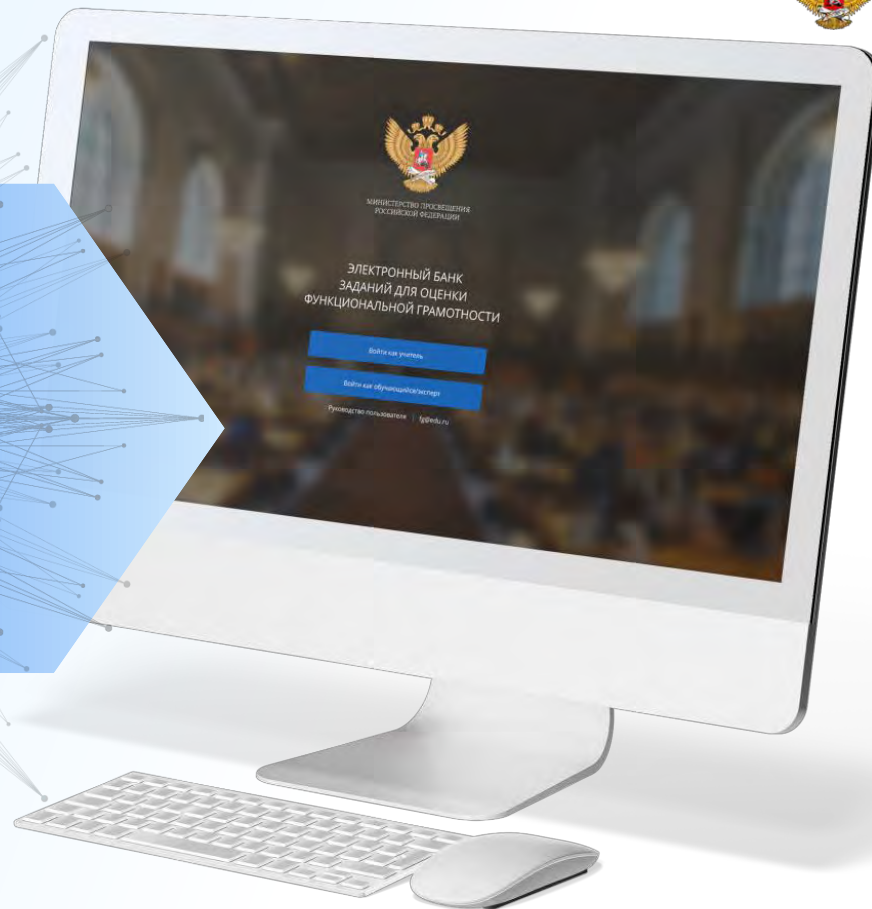 МИНИСТЕРСТВО ПРОСВЕЩЕНИЯ
РОССИЙСКОЙ ФЕДЕРАЦИИ
ЭЛЕКТРОННЫЙ БАНК
ЗАДАНИЙ ДЛЯ ОЦЕНКИ
ФУНКЦИОНАЛЬНОЙ ГРАМОТНОСТИ
Войти как учитель
Войти как обучающийся/эксперт
Руководство пользователя | fg@edu.ru